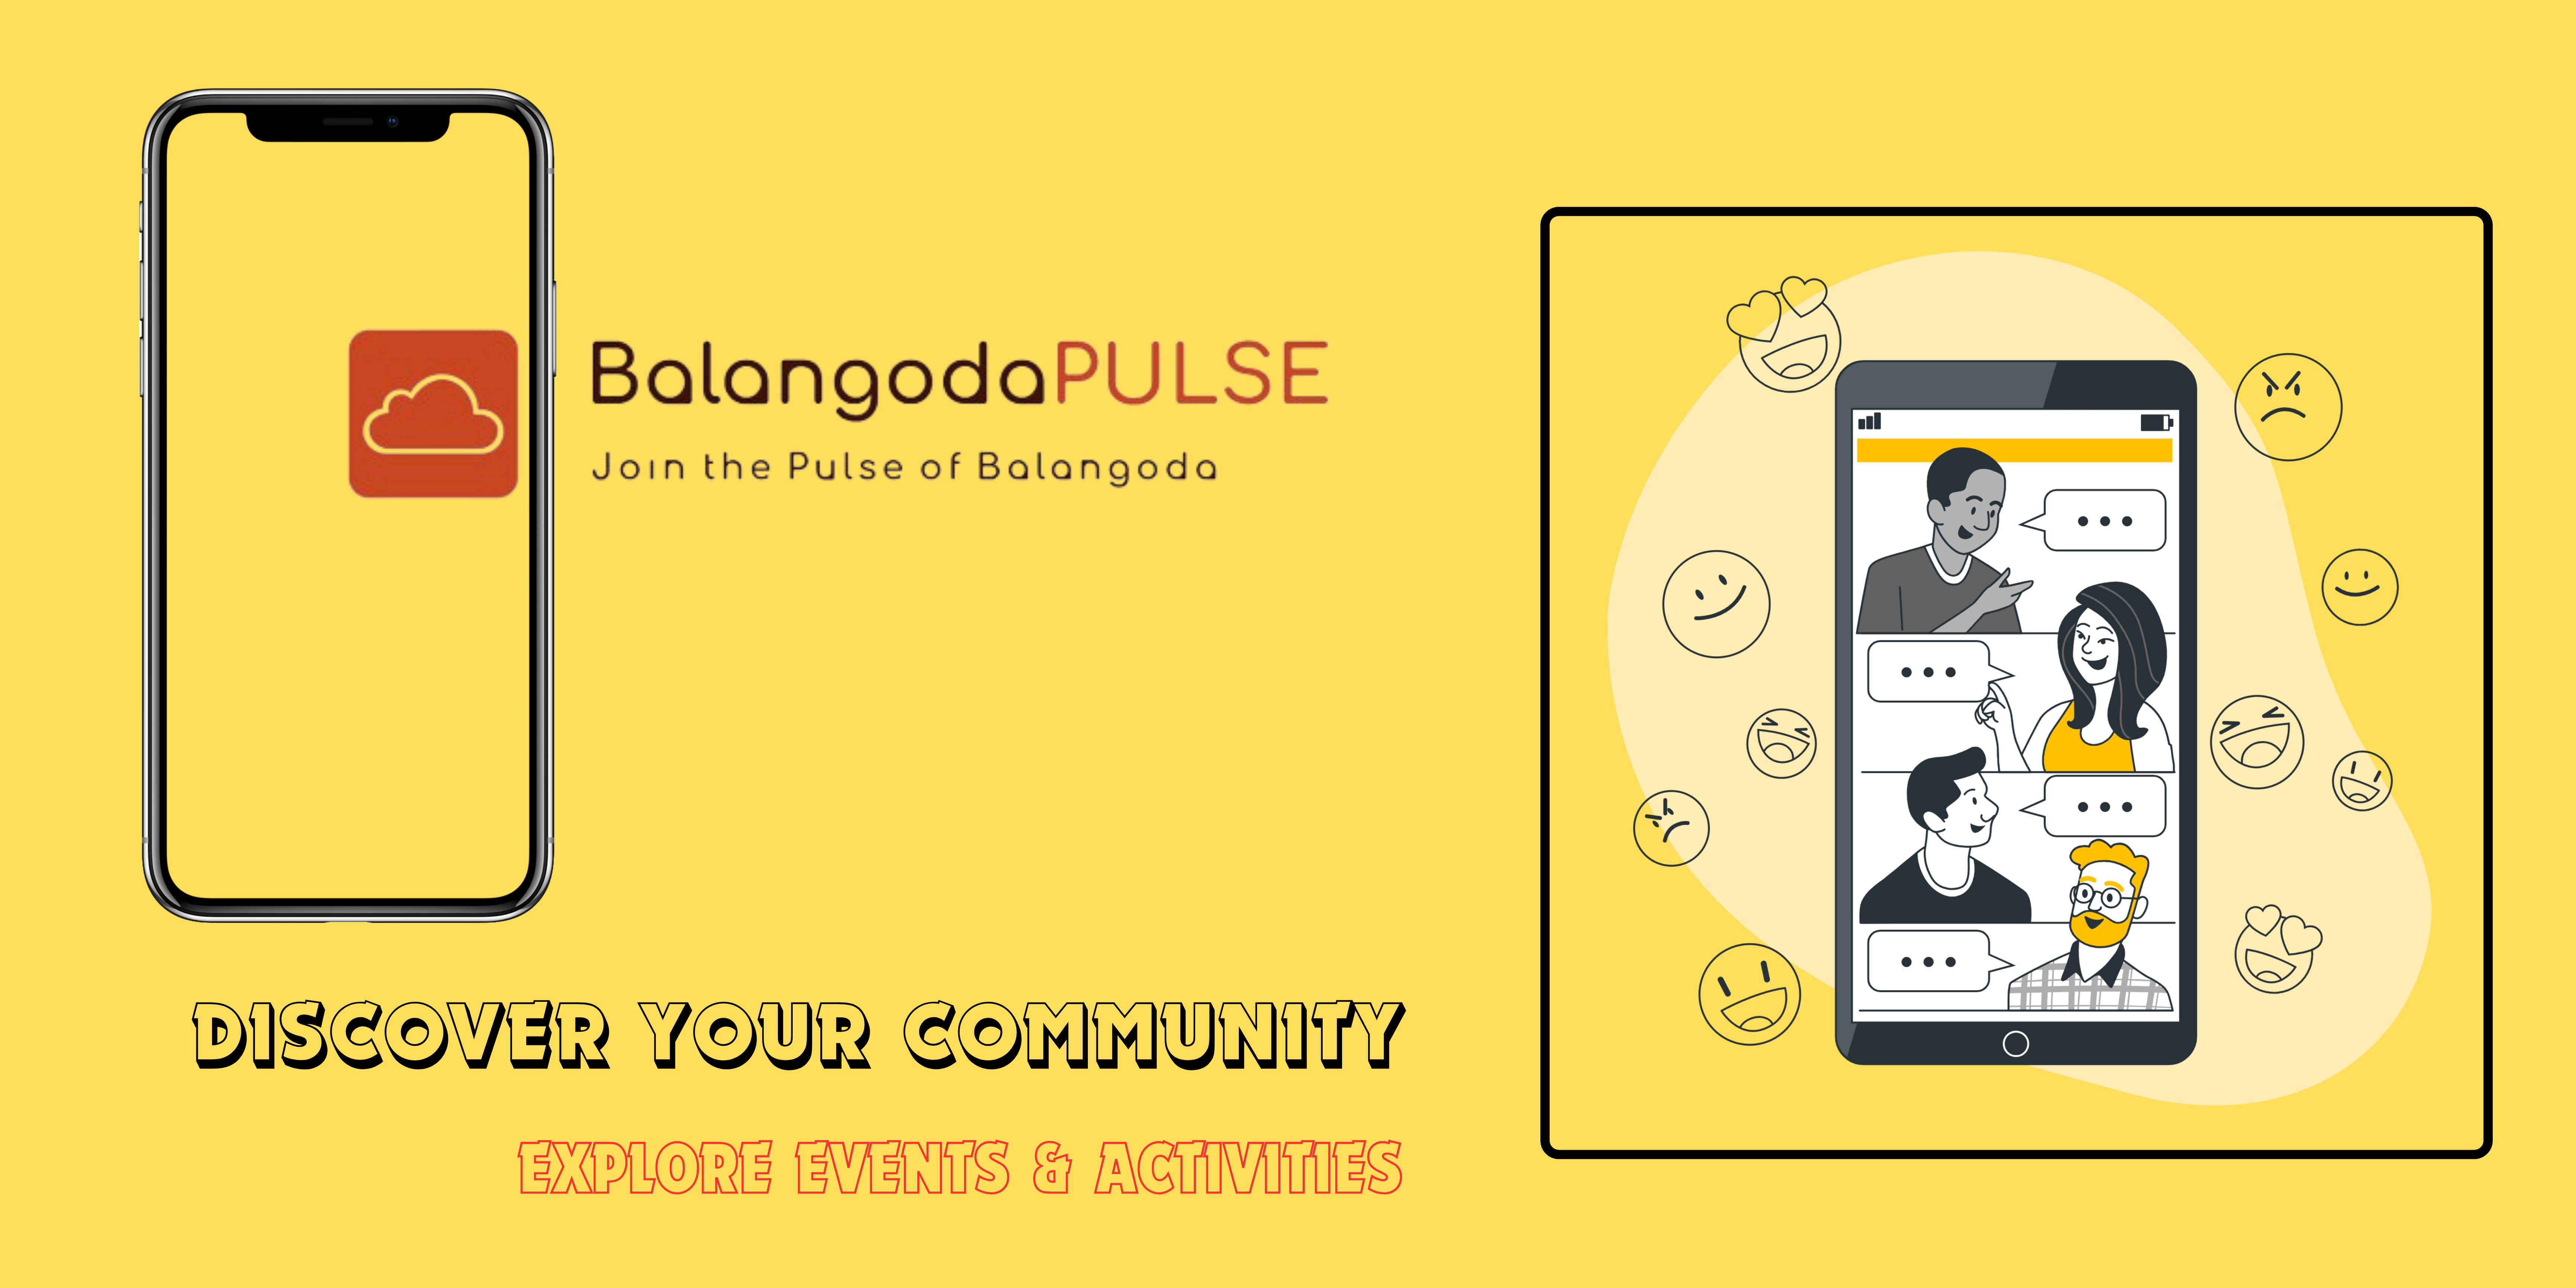 BalangodaPULSE
Join the Pulse of Balangoda
DISCOVER YOUR COMMUNITY
EXPLORE EVENTS & ACTIVITIES